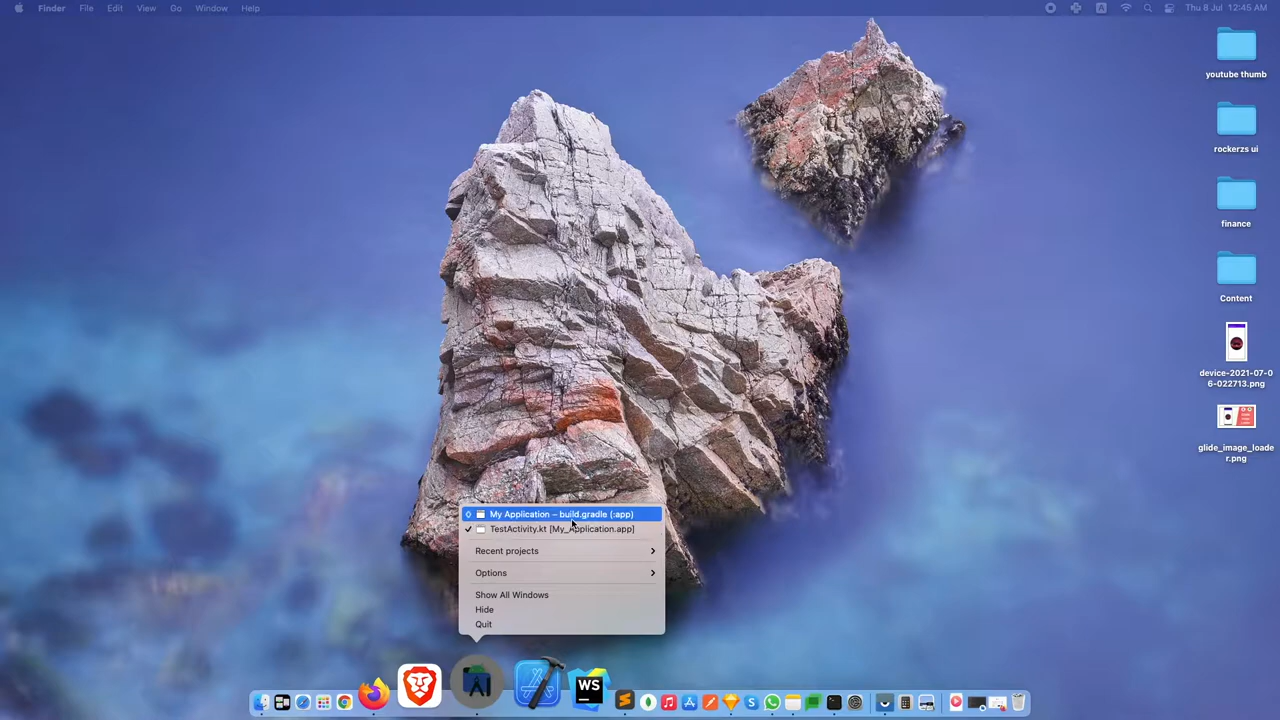 Finder File Edit View Go Window Help
A
Thu 8 Jul 12:45 AM
youtube thumb
rockerzs ui
finance
Content
device-2021-07-0
6-022713.png
glide_image_loade
r.png
My Application – build.gradle (:app)
TestActivity.kt [My_Application.app]
Recent projects
Options
Show All Windows
Hide
Quit
WS